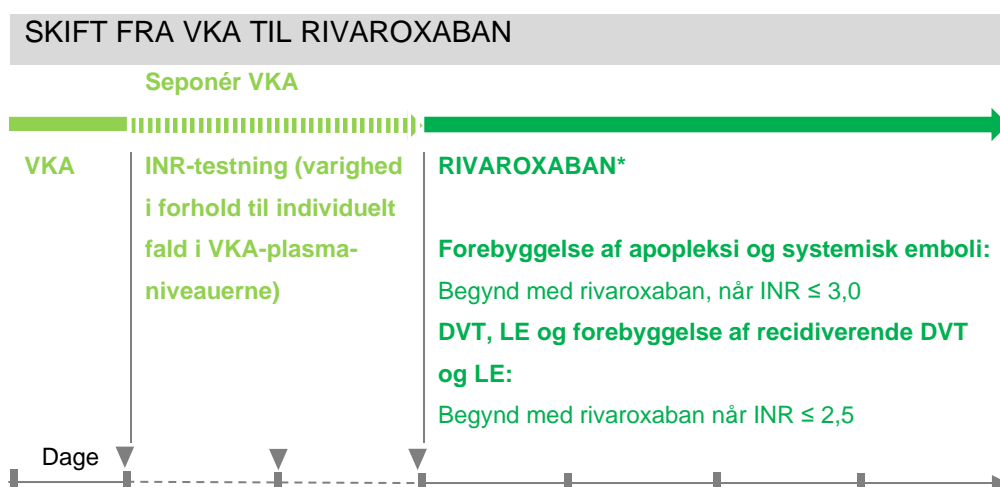 SKIFT FRA VKA TIL RIVAROXABAN
Seponér VKA
VKA
INR-testning (varighed
i forhold til individuelt
fald i VKA-plasma-
niveauerne)
RIVAROXABAN*
Forebyggelse af apopleksi og systemisk emboli:
Begynd med rivaroxaban, når INR ≤ 3,0
DVT, LE og forebyggelse af recidiverende DVT
og LE:
Begynd med rivaroxaban når INR ≤ 2,5
Dage